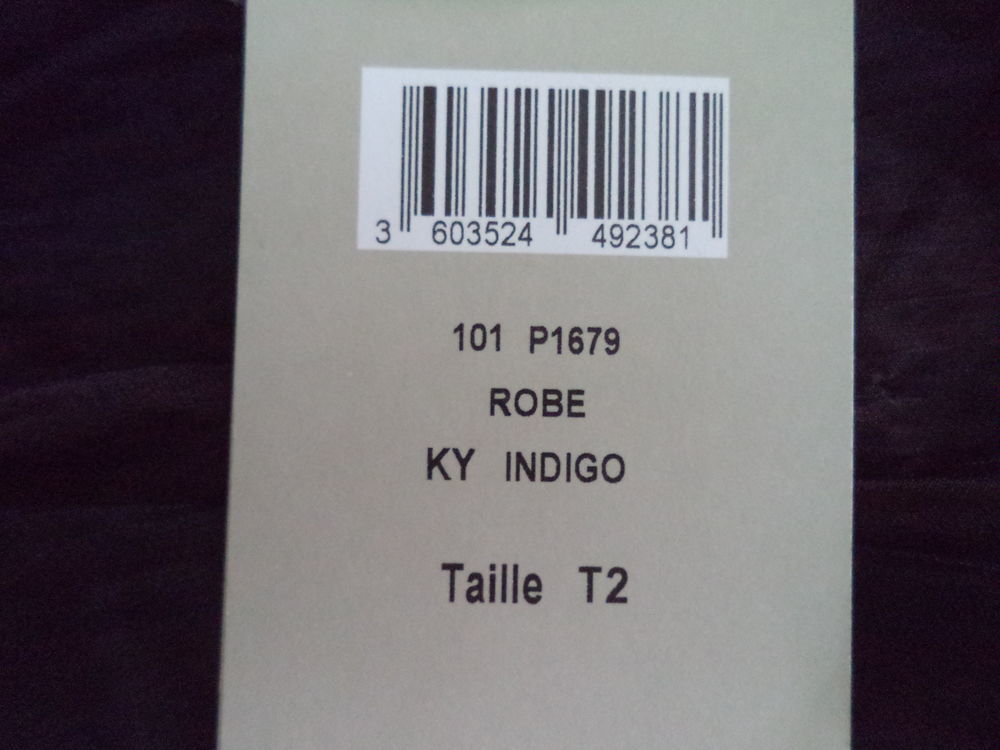 3 603524 492381
101 P1679
ROBE
KY INDIGO
Taille T2